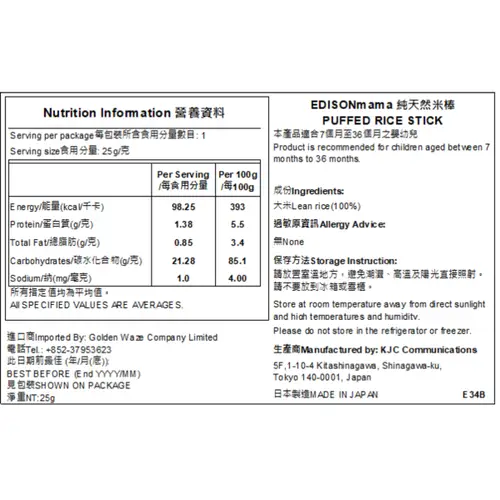 Nutrition Information 營養資料
Serving per package每包裝所含食用分量數目: 1
Serving size食用分量: 25g/克
Per Serving Per 100g
/每食用分量 /每100g
Energy/能量(kcal/千卡) 98.25 393
Protein/蛋白質(g/克) 1.38 5.5
Total Fat/總脂肪(g/克) 0.85 3.4
Carbohydrates/碳水化合物(g/克) 21.28 85.1
Sodium/納(mg/毫克) 1.0 4.00
所有指定值均為平均值。
All SPECIFIED VALUES ARE AVERAGES.
進口商Imported By: Golden Waze Company Limited
電話Tel.: +852-37953623
此日期前最佳 (年/月(底)):
BEST BEFORE (End YYYY/MM)
見包裝SHOWN ON PACKAGE
淨重NT:25g
EDISONmama 純天然米棒
PUFFED RICE STICK
本產品適合7個月至36個月之嬰幼兒
Product is recommended for children aged between 7
months to 36 months.
成份Ingredients:
大米Lean rice(100%)
過敏原資訊Allergy Advice:
無None
保存方法Storage Instruction:
請放置室溫地方，避免潮濕、高溫及陽光直接照射。
請不要放到冰箱或雪櫃。
Store at room temperature away from direct sunlight
and high temperatures and humidity.
Please do not store in the refrigerator or freezer.
生產商Manufactured by: KJC Communications
5F,1-10-4 Kitashinagawa, Shinagawa-ku,
Tokyo 140-0001, Japan
日本製造MADE IN JAPAN E34B